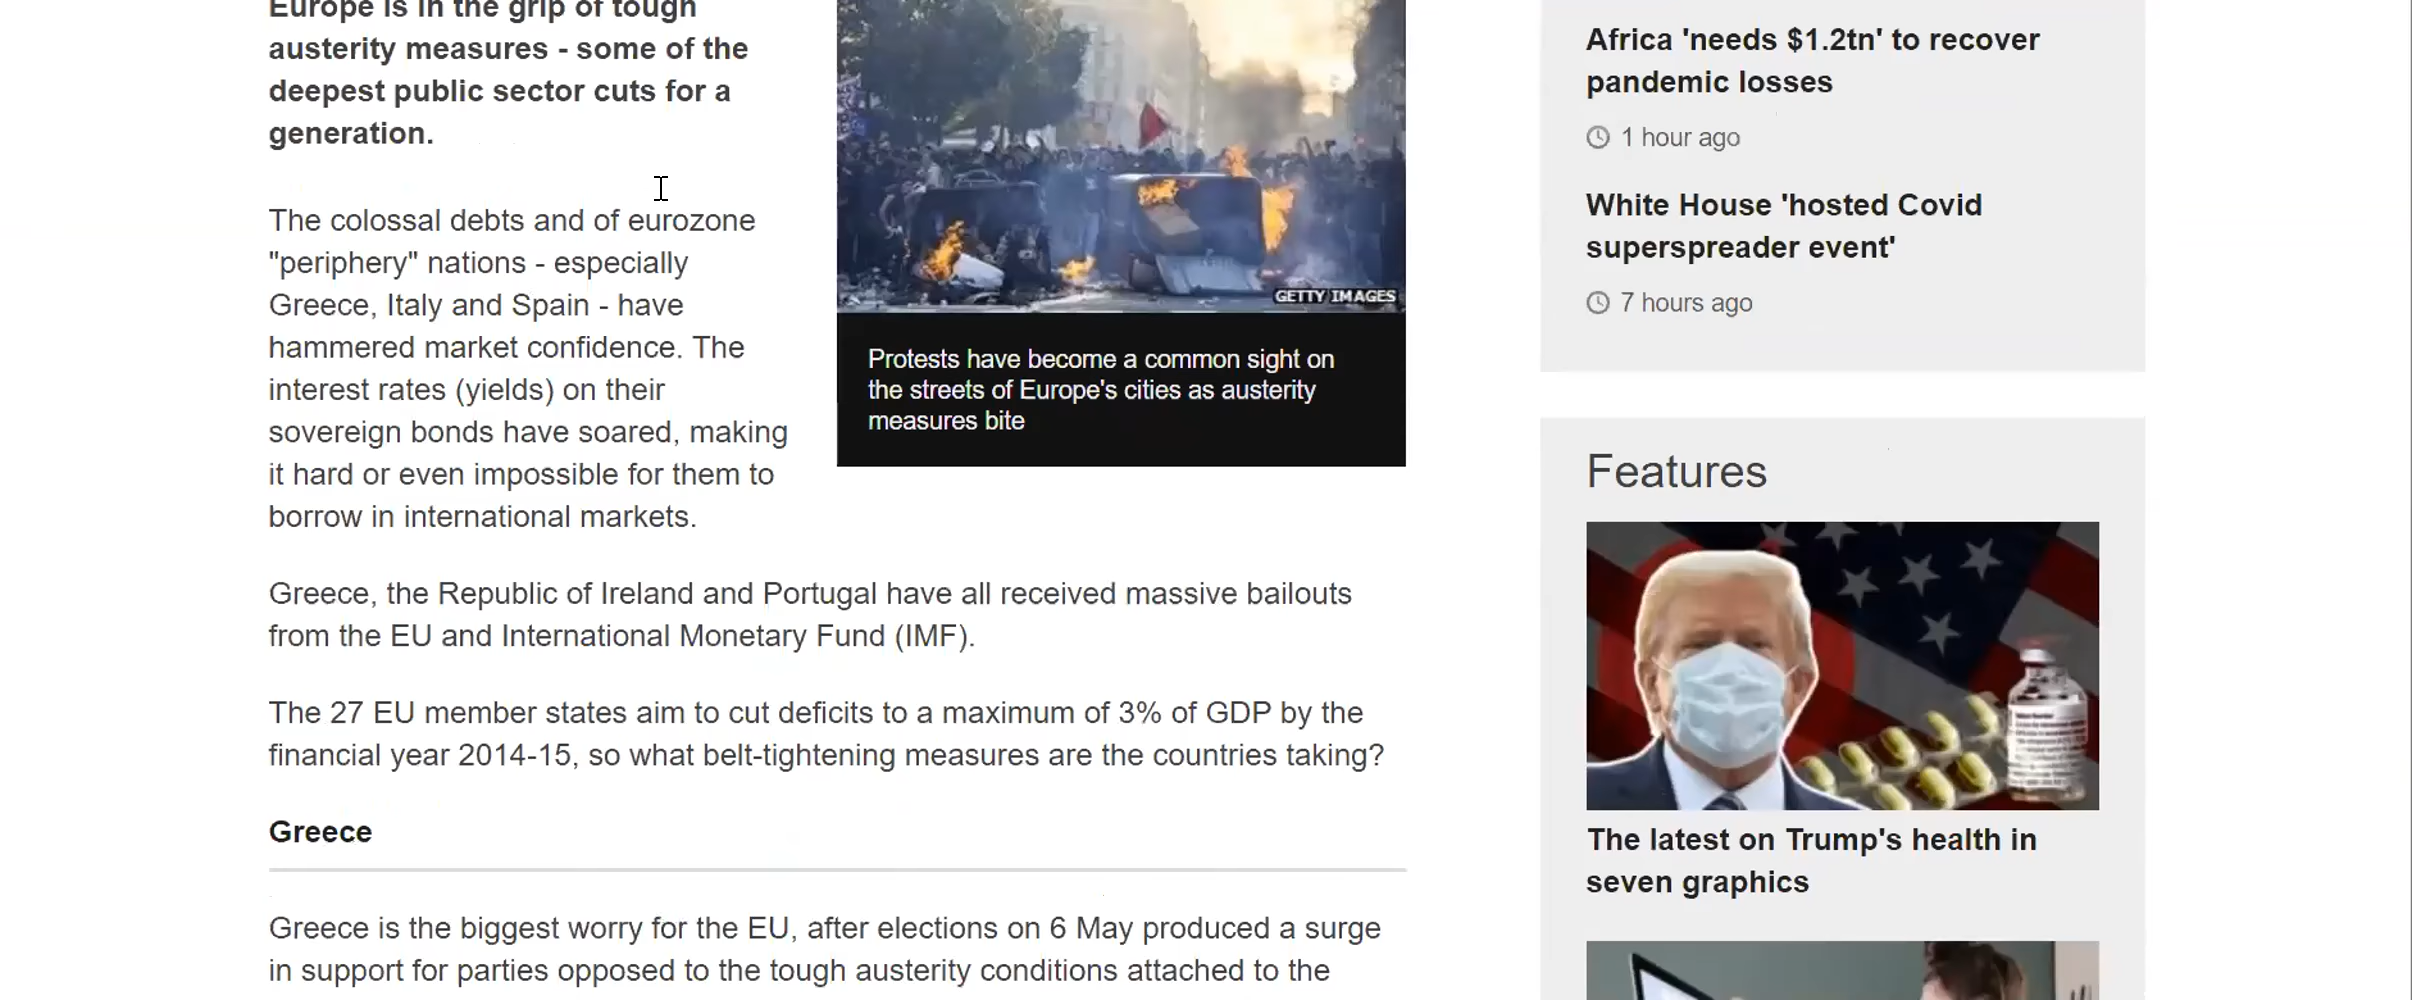 Europe is in the grip of tough
austerity measures - some of the
deepest public sector cuts for a
generation.
The colossal debts and of eurozone
"periphery" nations - especially
Greece, Italy and Spain - have
hammered market confidence. The
interest rates (yields) on their
sovereign bonds have soared, making
it hard or even impossible for them to
borrow in international markets.
GETTY IMAGES
Protests have become a common sight on
the streets of Europe's cities as austerity
measures bite
Greece, the Republic of Ireland and Portugal have all received massive bailouts
from the EU and International Monetary Fund (IMF).
The 27 EU member states aim to cut deficits to a maximum of 3% of GDP by the
financial year 2014-15, so what belt-tightening measures are the countries taking?
Greece
Greece is the biggest worry for the EU, after elections on 6 May produced a surge
in support for parties opposed to the tough austerity conditions attached to the
Africa 'needs $1.2tn' to recover
pandemic losses
1 hour ago
White House 'hosted Covid
superspreader event'
7 hours ago
Features
The latest on Trump's health in
seven graphics